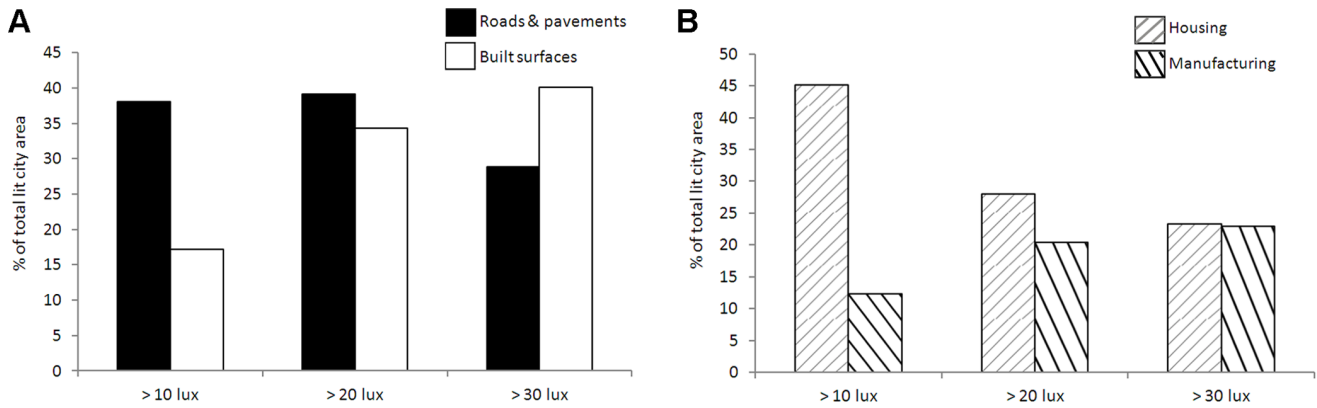 A
Roads & pavements
Built surfaces
% of total lit city area
45
40
35
30
25
20
15
10
5
0
> 10 lux
> 20 lux
> 30 lux
B
Housing
Manufacturing
% of total lit city area
50
45
40
35
30
25
20
15
10
5
0
> 10 lux
> 20 lux
> 30 lux